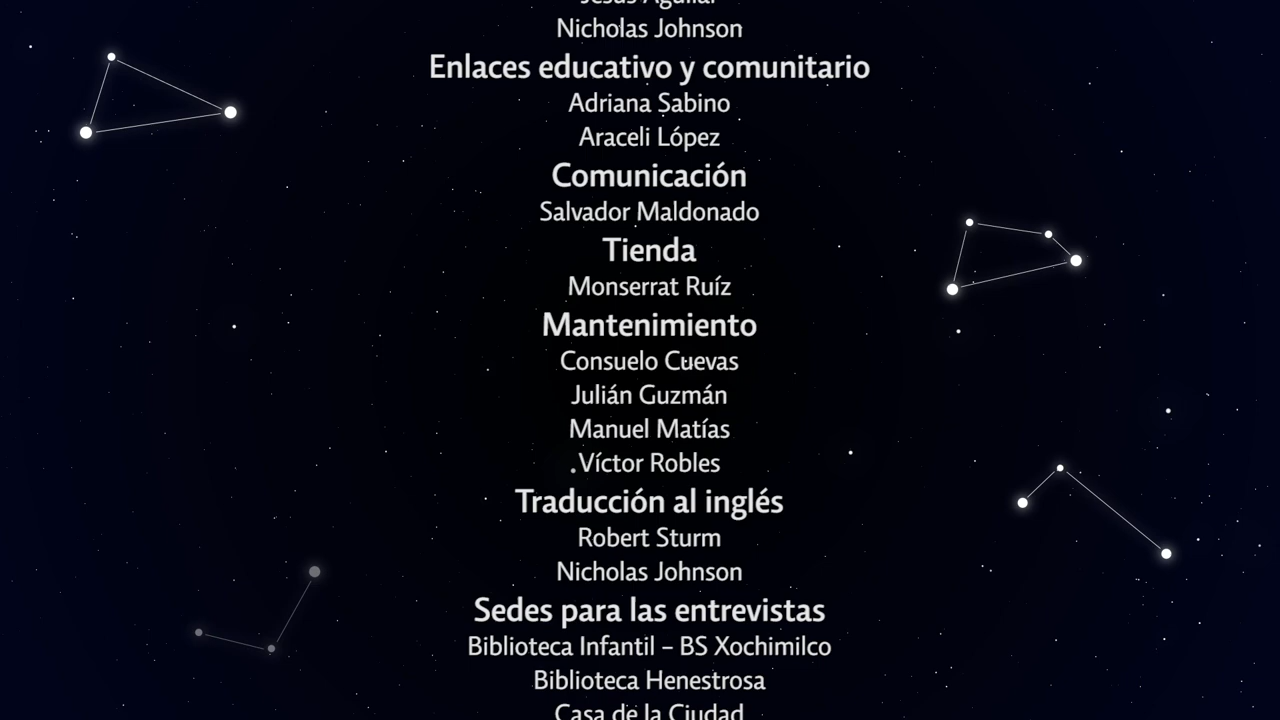 Jesús Aguilar
Nicholas Johnson
Enlaces educativo y comunitario
Adriana Sabino
Araceli López
Comunicación
Salvador Maldonado
Tienda
Monserrat Ruíz
Mantenimiento
Consuelo Cuevas
Julián Guzmán
Manuel Matías
Víctor Robles
Traducción al inglés
Robert Sturm
Nicholas Johnson
Sedes para las entrevistas
Biblioteca Infantil – BS Xochimilco
Biblioteca Henestrosa
Casa de la Ciudad